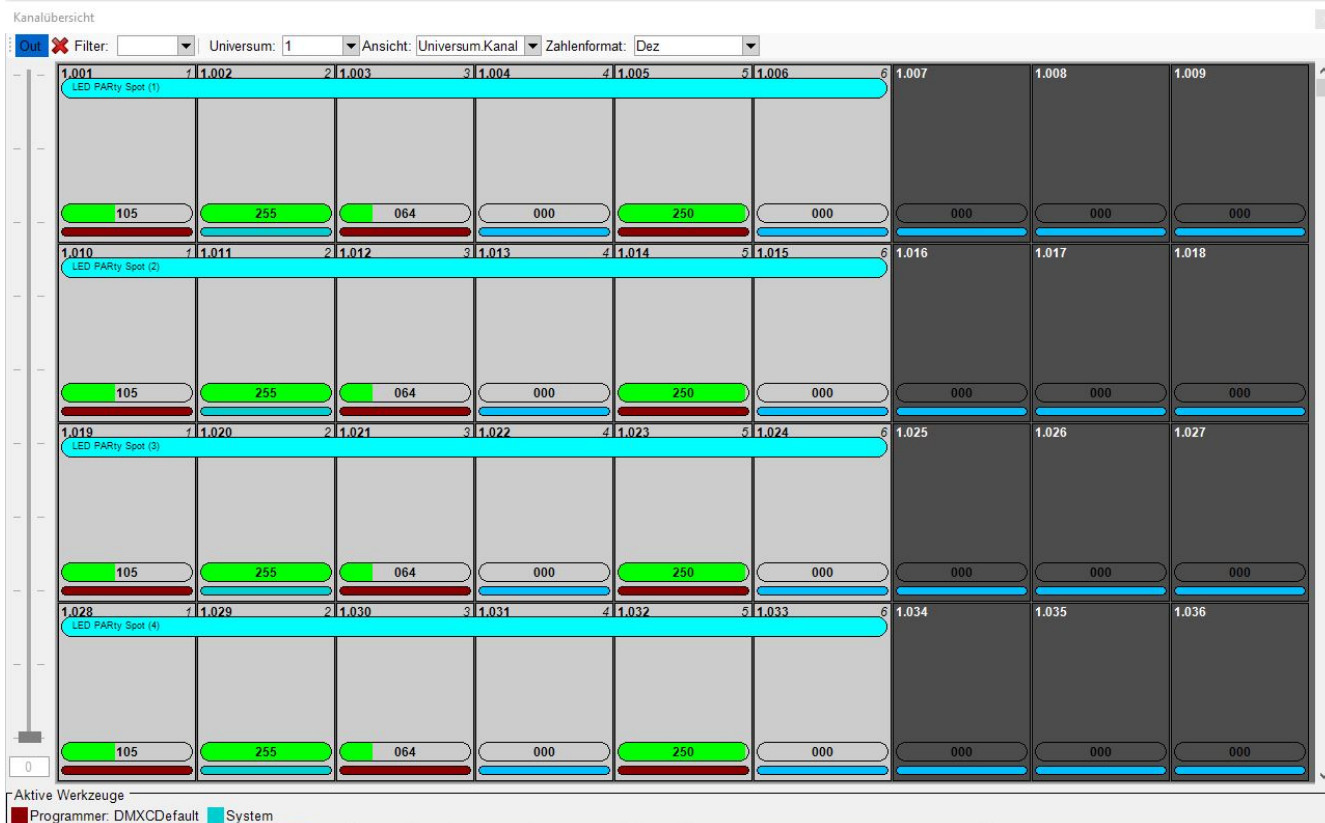 Kanalübersicht
Out Filter: Universum: 1 Ansicht: Universum.Kanal Zahlenformat: Dez
1.001 1 1.002 2 1.003 3 1.004 4 1.005 5 1.006 6 1.007 1.008 1.009
LED PARty Spot (1)
105 255 064 000 250 000 000 000 000
1.010 1 1.011 2 1.012 3 1.013 4 1.014 5 1.015 6 1.016 1.017 1.018
LED PARty Spot (2)
105 255 064 000 250 000 000 000 000
1.019 1 1.020 2 1.021 3 1.022 4 1.023 5 1.024 6 1.025 1.026 1.027
LED PARty Spot (3)
105 255 064 000 250 000 000 000 000
1.028 1 1.029 2 1.030 3 1.031 4 1.032 5 1.033 6 1.034 1.035 1.036
LED PARty Spot (4)
105 255 064 000 250 000 000 000 000
0
Aktive Werkzeuge
Programmer: DMXCDefault System